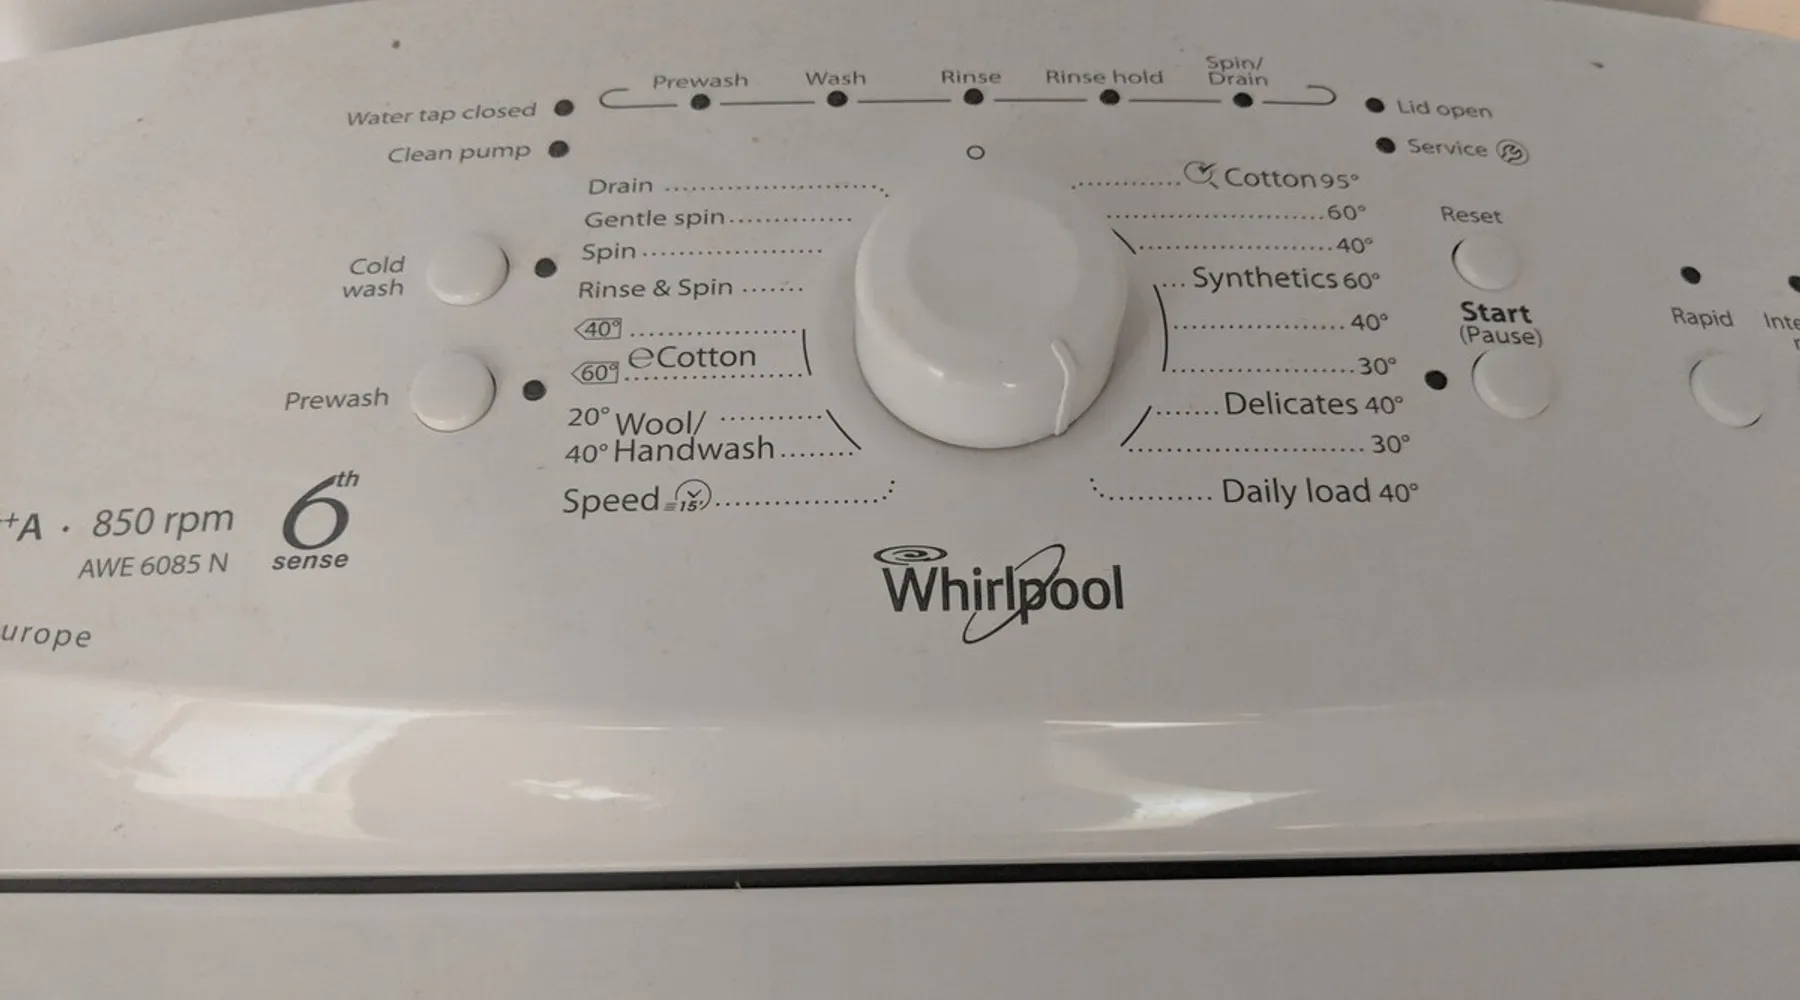 Prewash Wash Rinse Rinse hold Spin/
Drain
Water tap closed
Lid open
Clean pump
Service
Drain
Gentle spin
Spin
Rinse & Spin
40°
eCotton
60°
20° Wool/
40° Handwash
Speed 15'
Cotton 95°
60°
40°
Synthetics 60°
40°
30°
Delicates 40°
30°
Daily load 40°
Cold
wash
Prewash
Reset
Start
(Pause)
Rapid
+A · 850 rpm
AWE 6085 N
6th
sense
Whirlpool